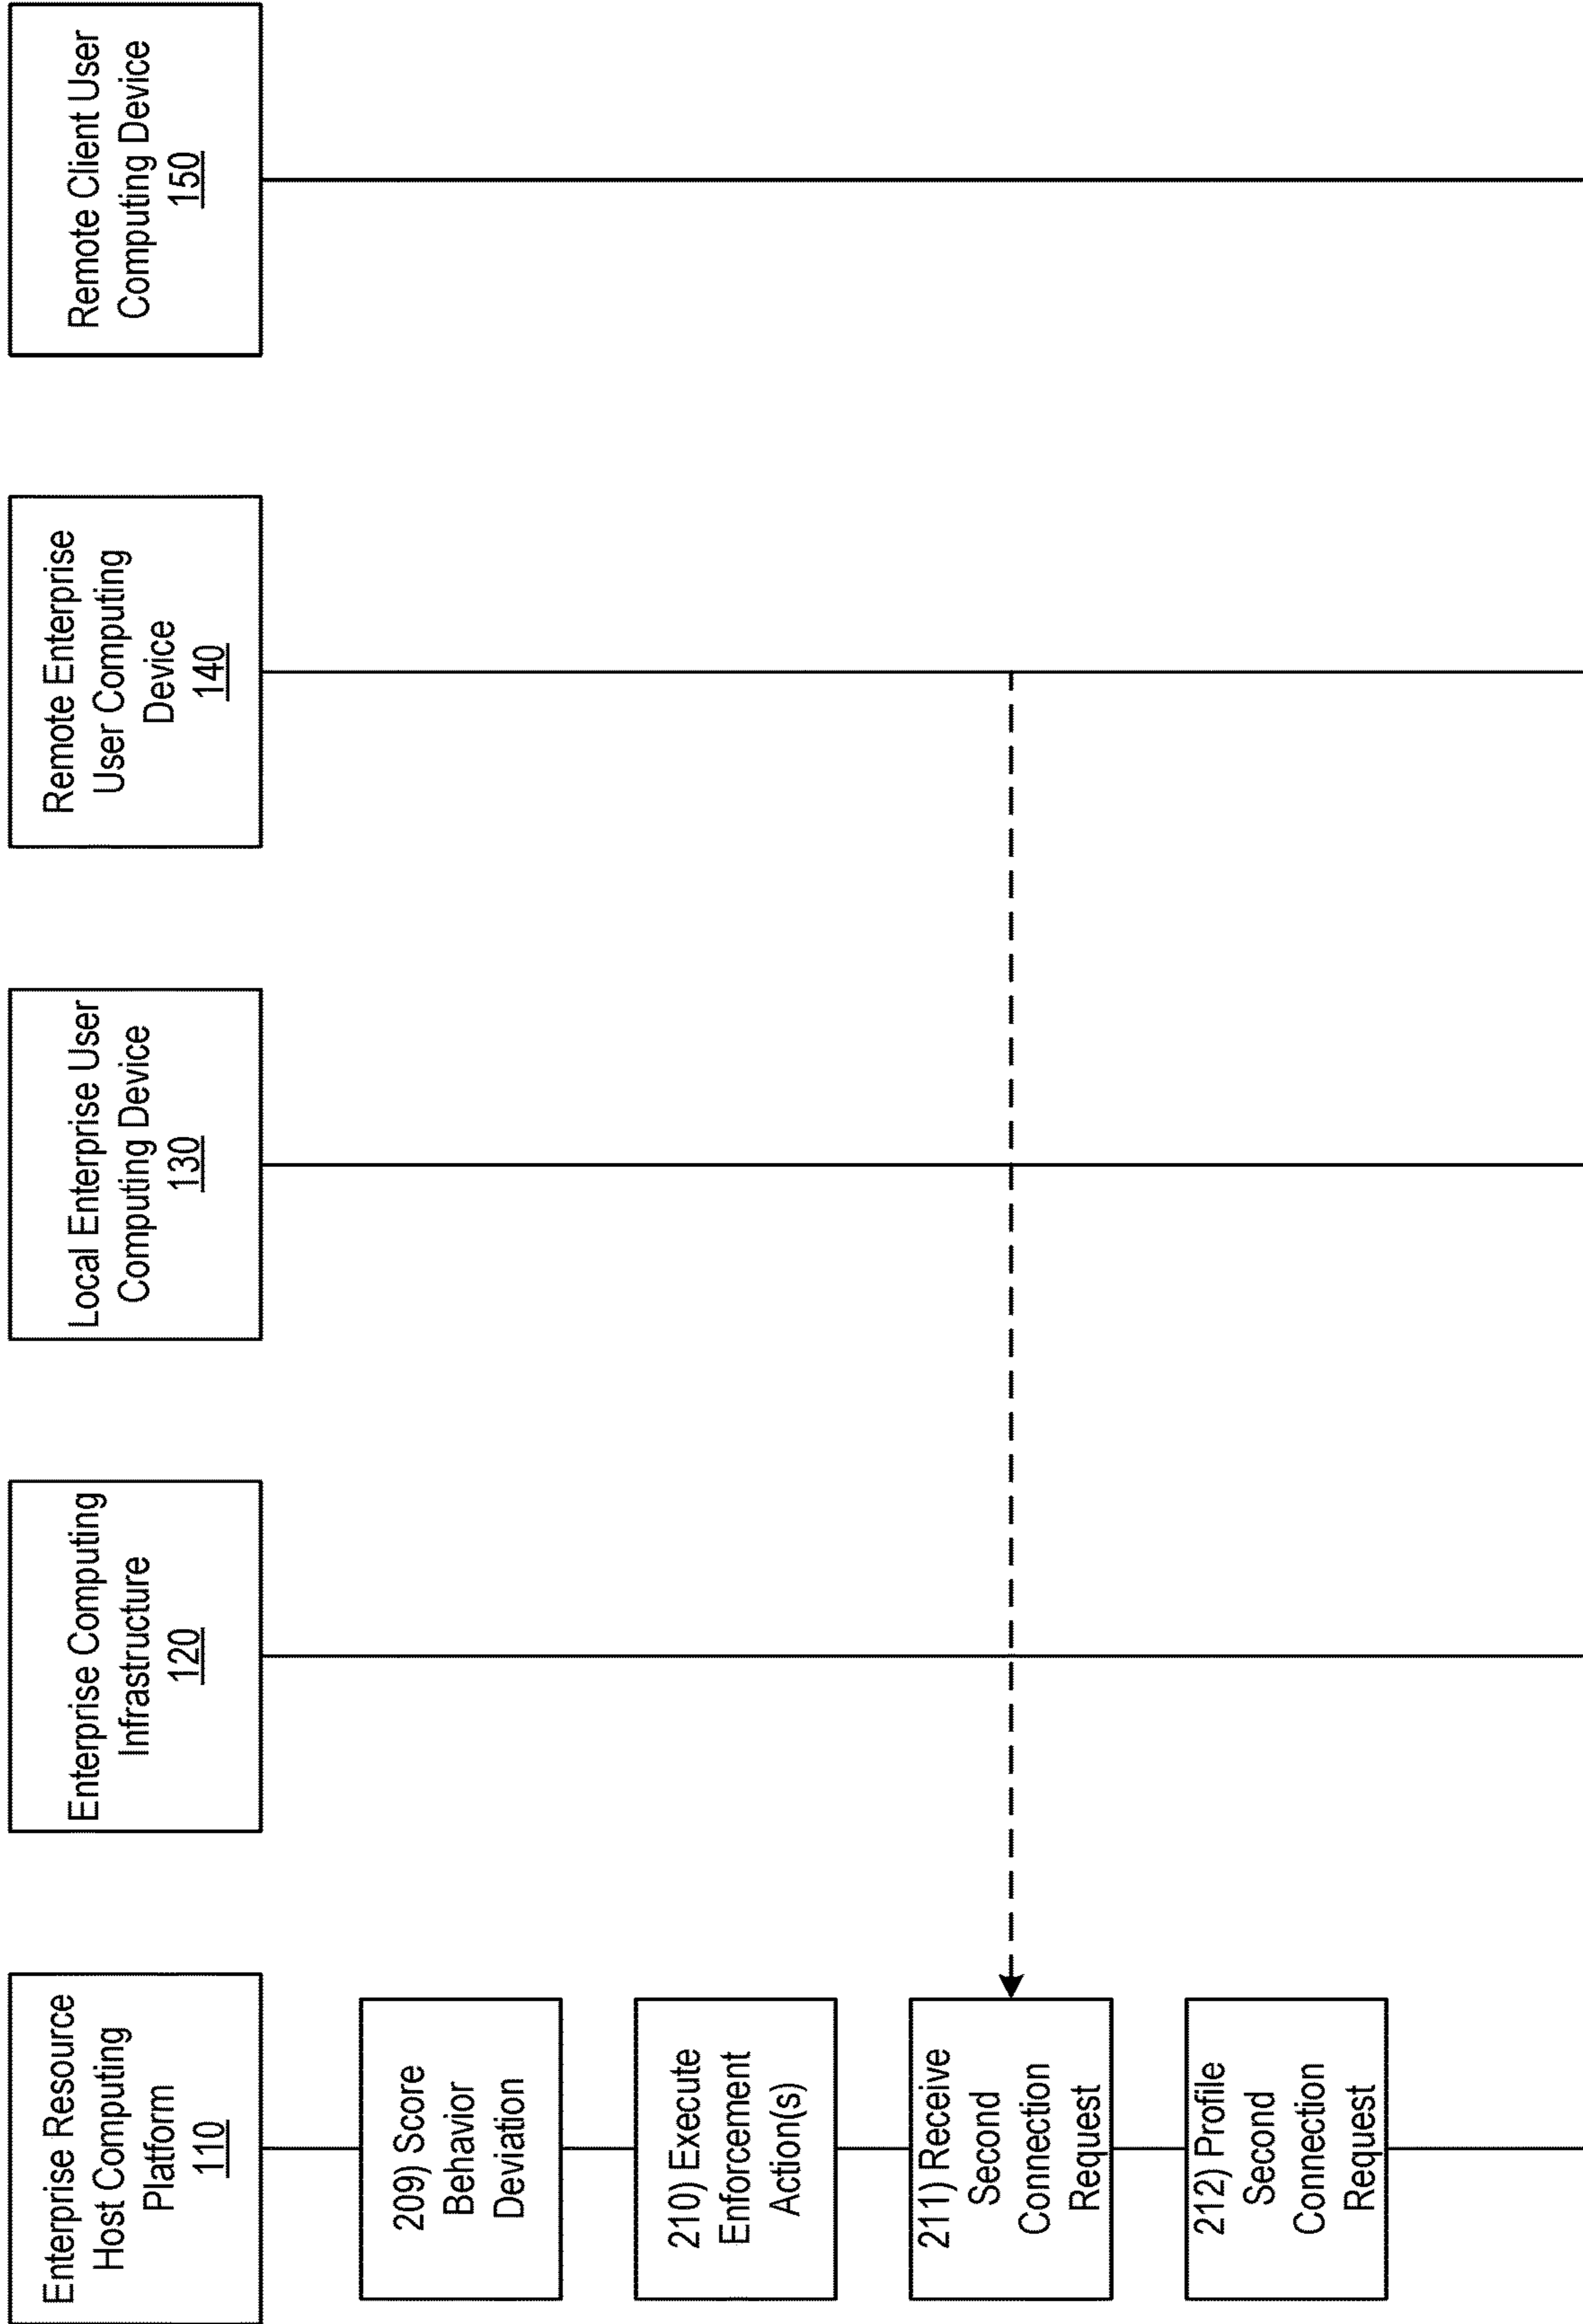 Enterprise Resource
Host Computing
Platform
110
Enterprise Computing
Infrastructure
120
Local Enterprise User
Computing Device
130
Remote Enterprise
User Computing
Device
140
Remote Client User
Computing Device
150
209) Score
Behavior
Deviation
210) Execute
Enforcement
Action(s)
211) Receive
Second
Connection
Request
212) Profile
Second
Connection
Request